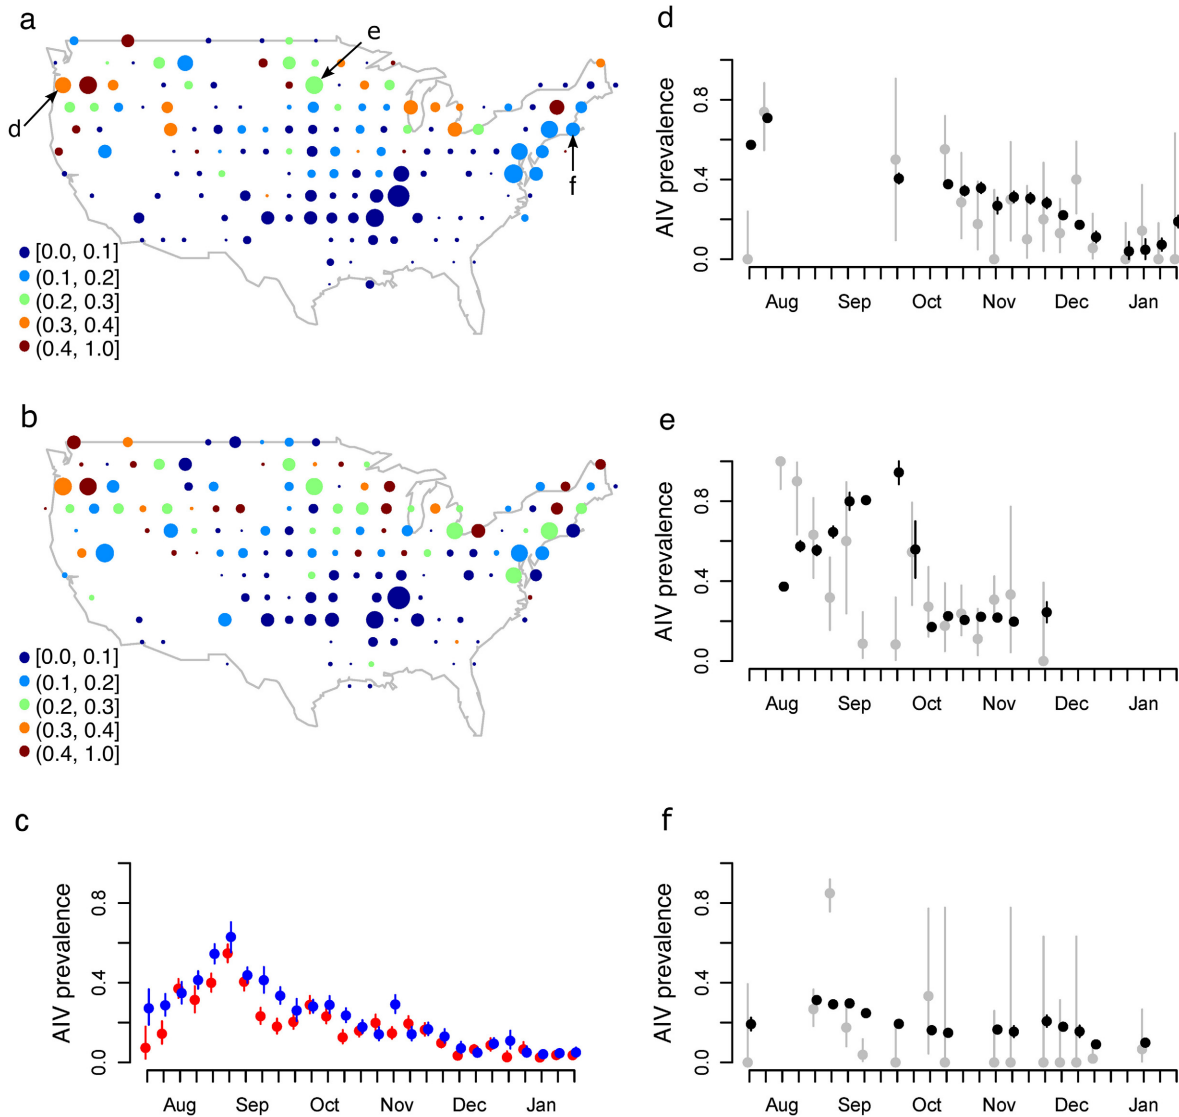 a
e
d
f
[0.0, 0.1]
(0.1, 0.2]
(0.2, 0.3]
(0.3, 0.4]
(0.4, 1.0]
b
[0.0, 0.1]
(0.1, 0.2]
(0.2, 0.3]
(0.3, 0.4]
(0.4, 1.0]
c
AIV prevalence
0.8
0.4
0.0
Aug Sep Oct Nov Dec Jan
d
AIV prevalence
0.8
0.4
0.0
Aug Sep Oct Nov Dec Jan
e
AIV prevalence
0.8
0.4
0.0
Aug Sep Oct Nov Dec Jan
f
AIV prevalence
0.8
0.4
0.0
Aug Sep Oct Nov Dec Jan